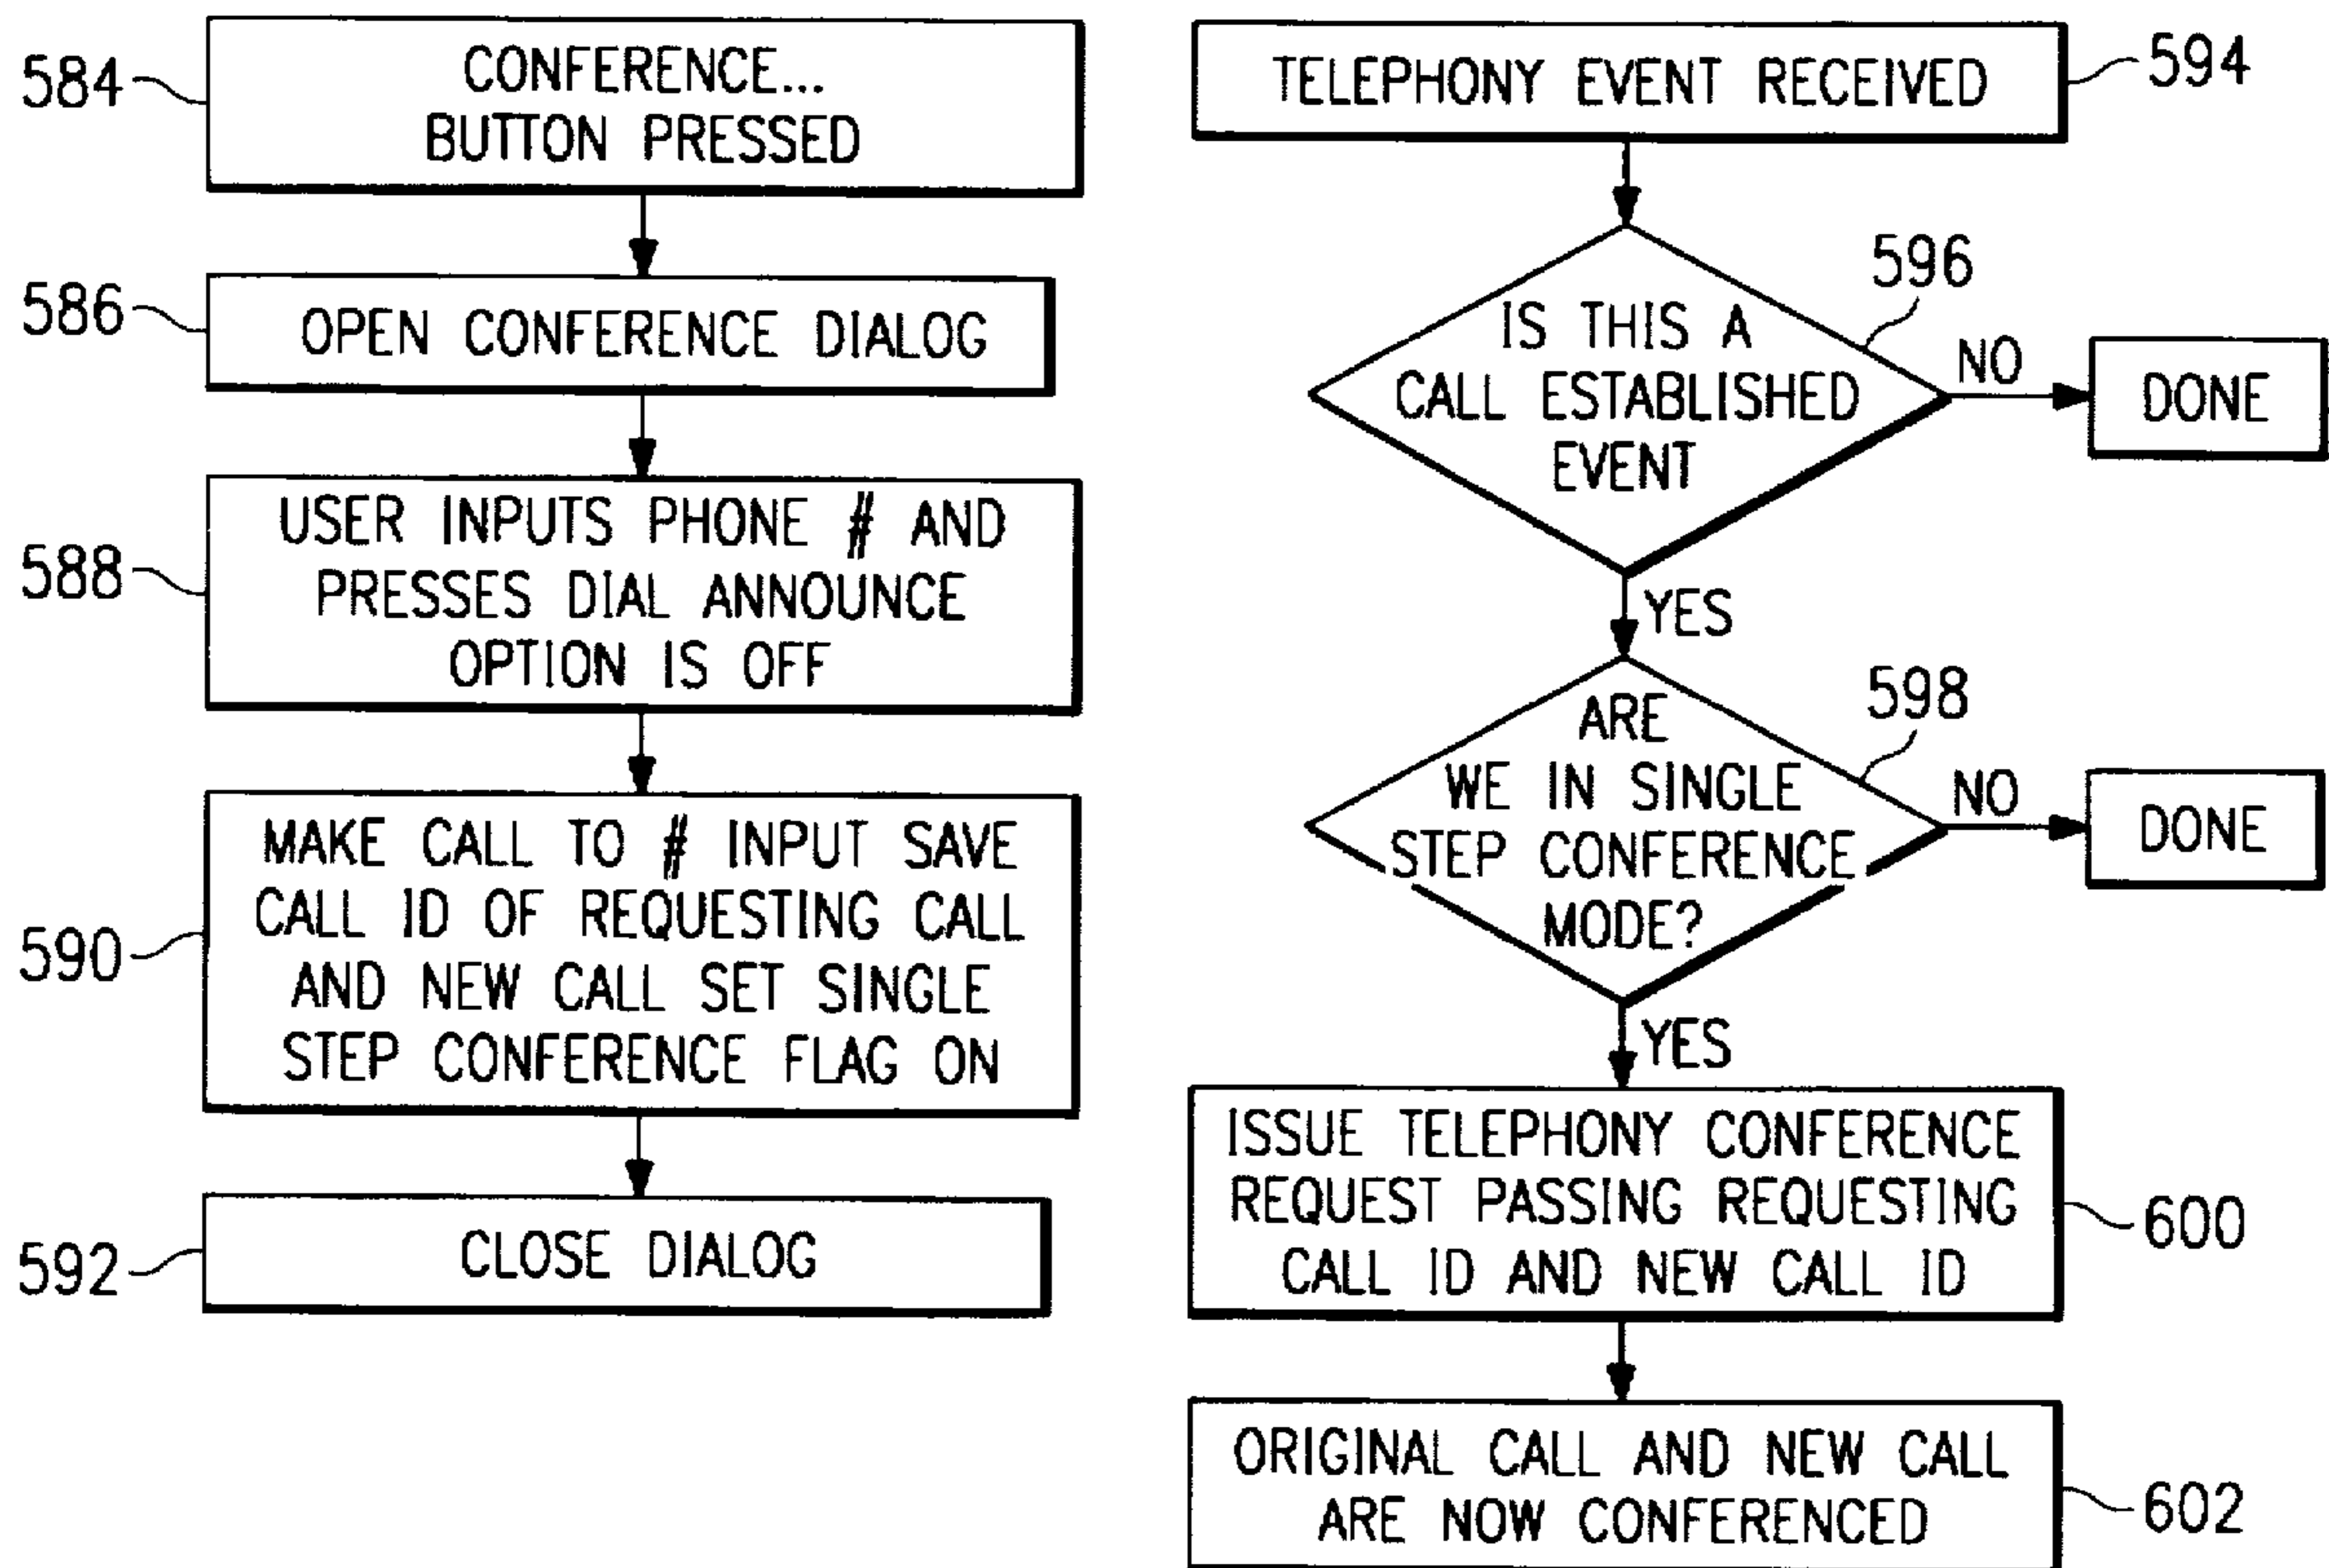 584
CONFERENCE...
BUTTON PRESSED
586
OPEN CONFERENCE DIALOG
588
USER INPUTS PHONE # AND
PRESSES DIAL ANNOUNCE
OPTION IS OFF
590
MAKE CALL TO # INPUT SAVE
CALL ID OF REQUESTING CALL
AND NEW CALL SET SINGLE
STEP CONFERENCE FLAG ON
592
CLOSE DIALOG
TELEPHONY EVENT RECEIVED
594
596
IS THIS A
CALL ESTABLISHED
EVENT
NO
DONE
YES
598
ARE
WE IN SINGLE
STEP CONFERENCE
MODE?
NO
DONE
YES
ISSUE TELEPHONY CONFERENCE
REQUEST PASSING REQUESTING
CALL ID AND NEW CALL ID
600
ORIGINAL CALL AND NEW CALL
ARE NOW CONFERENCED
602